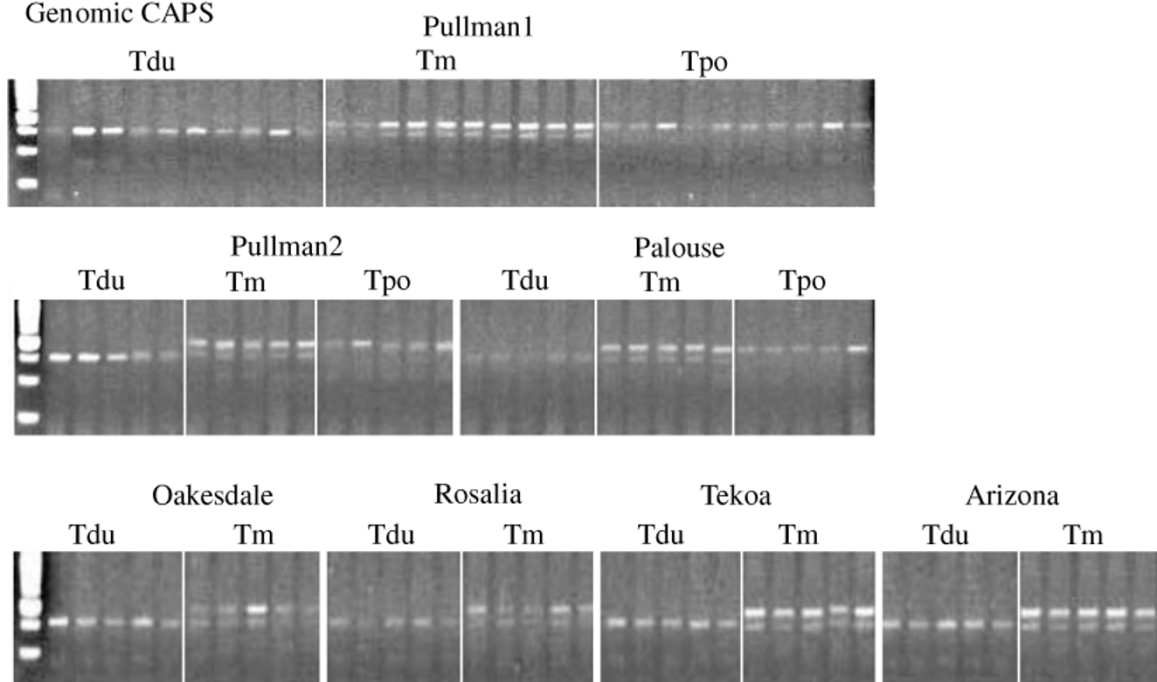 Genomic CAPS
Pullman1
Tdu Tm Tpo
Pullman2 Palouse
Tdu Tm Tpo Tdu Tm Tpo
Oakesdale Rosalia Tekoa Arizona
Tdu Tm Tdu Tm Tdu Tm Tdu Tm